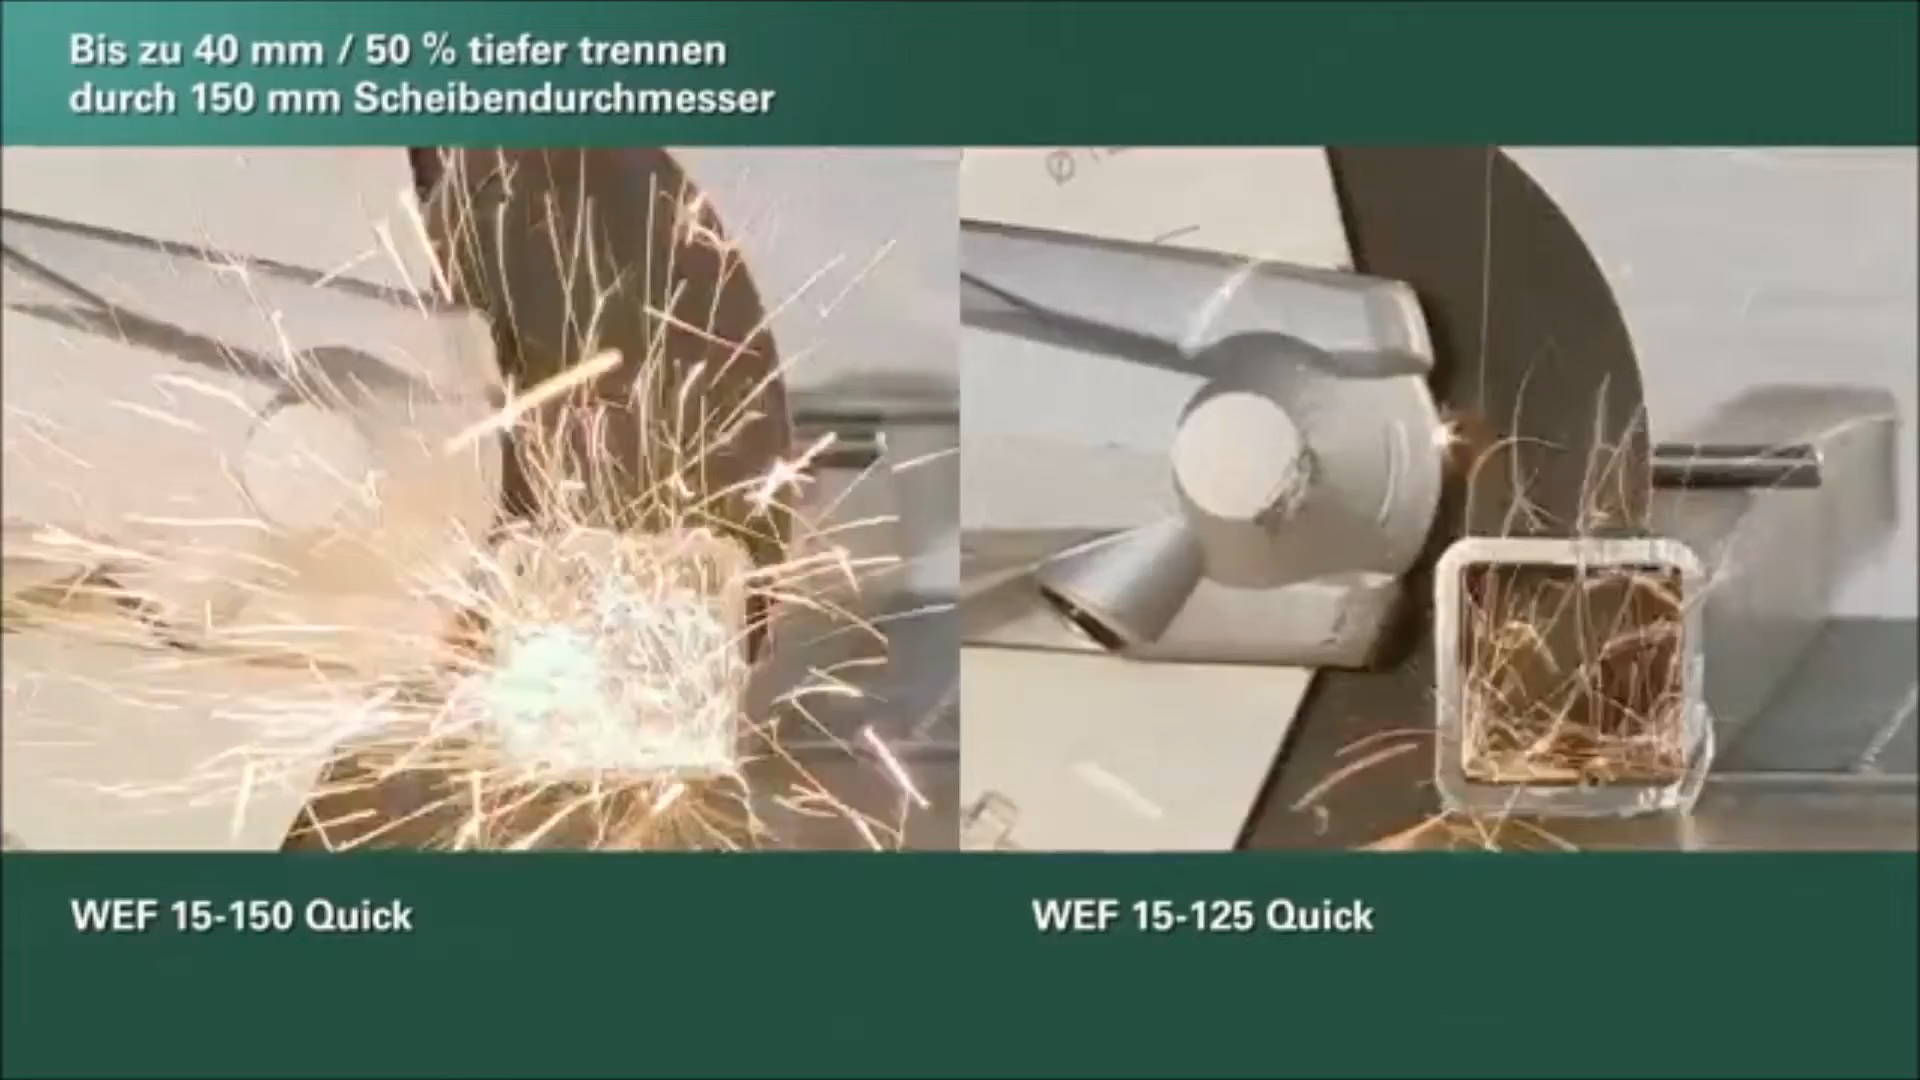 Bis zu 40 mm / 50 % tiefer trennen
durch 150 mm Scheibendurchmesser
WEF 15-150 Quick
WEF 15-125 Quick